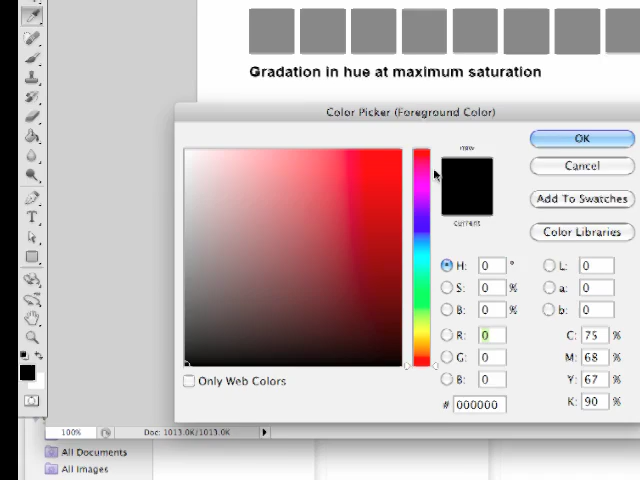 Gradation in hue at maximum saturation
Color Picker (Foreground Color)
new
OK
Cancel
Add To Swatches
current
Color Libraries
H: 0 °
L: 0
S: 0 %
a: 0
B: 0 %
b: 0
R: 0
C: 75 %
G: 0
M: 68 %
B: 0
Y: 67 %
Only Web Colors
# 000000
K: 90 %
100%
Doc: 1013.0K/1013.0K
All Documents
All Images